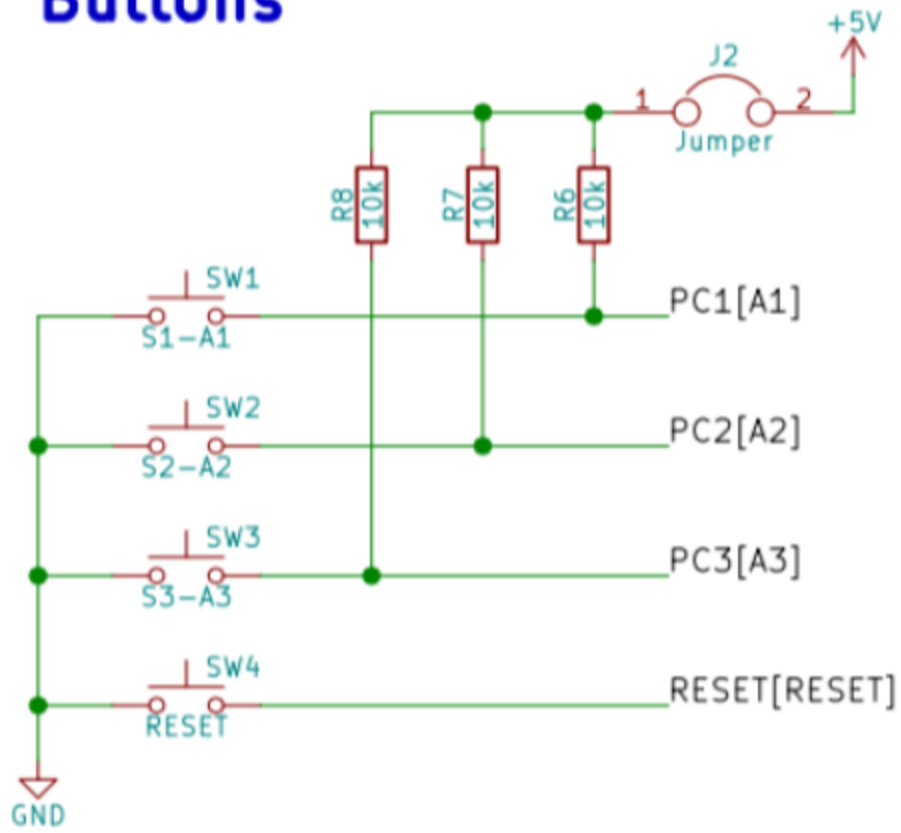 Buttons
+5V
J2
1 2
Jumper
R8 10k R7 10k R6 10k
SW1
S1-A1
PC1[A1]
SW2
S2-A2
PC2[A2]
SW3
S3-A3
PC3[A3]
SW4
RESET
RESET[RESET]
GND